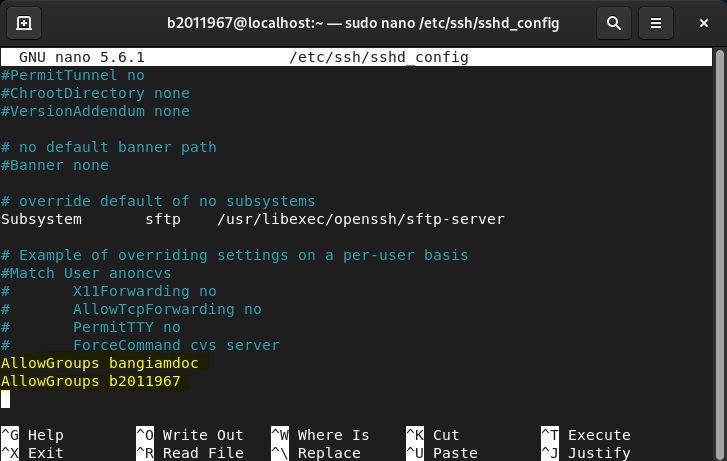 b2011967@localhost:~ — sudo nano /etc/ssh/sshd_config
GNU nano 5.6.1 /etc/ssh/sshd_config
#PermitTunnel no
#ChrootDirectory none
#VersionAddendum none
# no default banner path
#Banner none
# override default of no subsystems
Subsystem sftp /usr/libexec/openssh/sftp-server
# Example of overriding settings on a per-user basis
#Match User anoncvs
# X11Forwarding no
# AllowTcpForwarding no
# PermitTTY no
# ForceCommand cvs server
AllowGroups bangiamdoc
AllowGroups b2011967
^G Help ^O Write Out ^W Where Is ^K Cut ^T Execute
^X Exit ^R Read File ^\ Replace ^U Paste ^J Justify